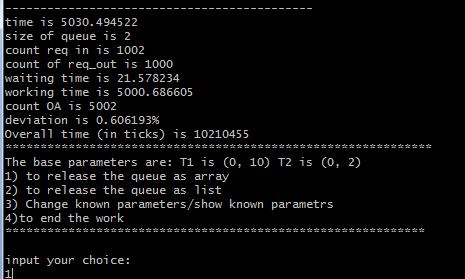 --------------------------------------------
time is 5030.494522
size of queue is 2
count req in is 1002
count of req_out is 1000
waiting time is 21.578234
working time is 5000.686605
count OA is 5002
deviation is 0.606193%
Overall time (in ticks) is 10210455
*************************************************************
The base parameters are: T1 is (0, 10) T2 is (0, 2)
1) to release the queue as array
2) to release the queue as list
3) Change known parameters/show known parametrs
4)to end the work
************************************************************
input your choice:
1